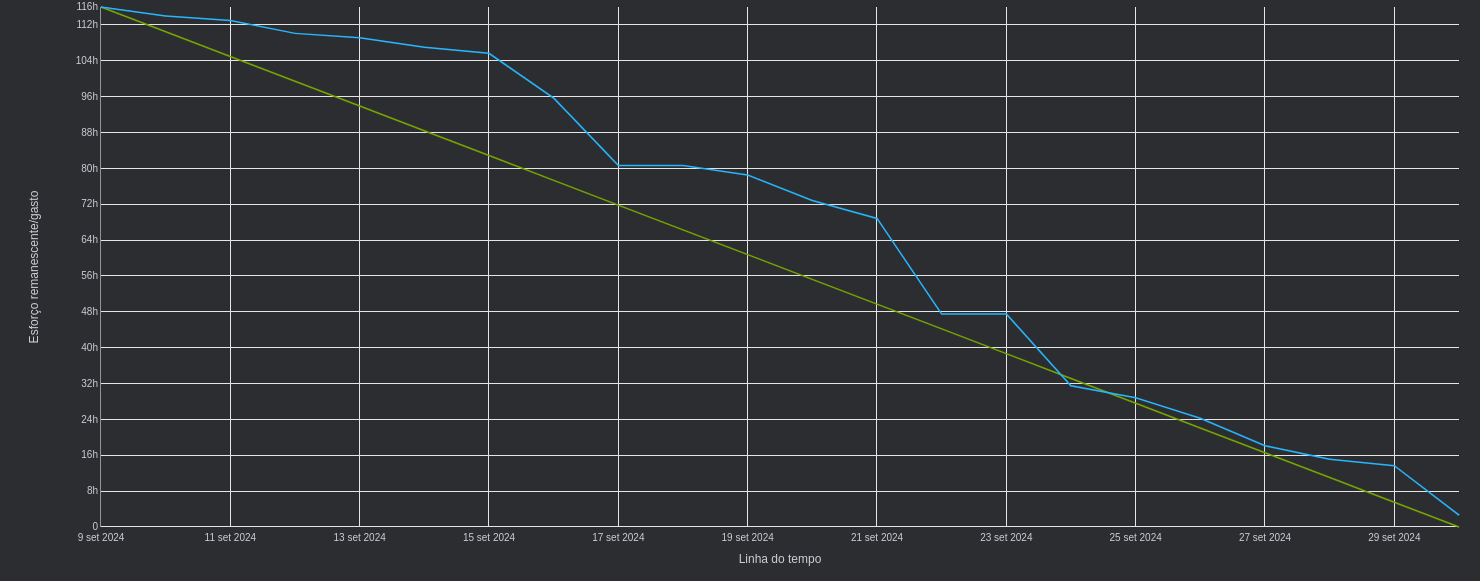 116h
112h
104h
96h
88h
80h
72h
64h
56h
48h
40h
32h
24h
16h
8h
0
Esforço remanescente/gasto
9 set 2024 11 set 2024 13 set 2024 15 set 2024 17 set 2024 19 set 2024 21 set 2024 23 set 2024 25 set 2024 27 set 2024 29 set 2024
Linha do tempo